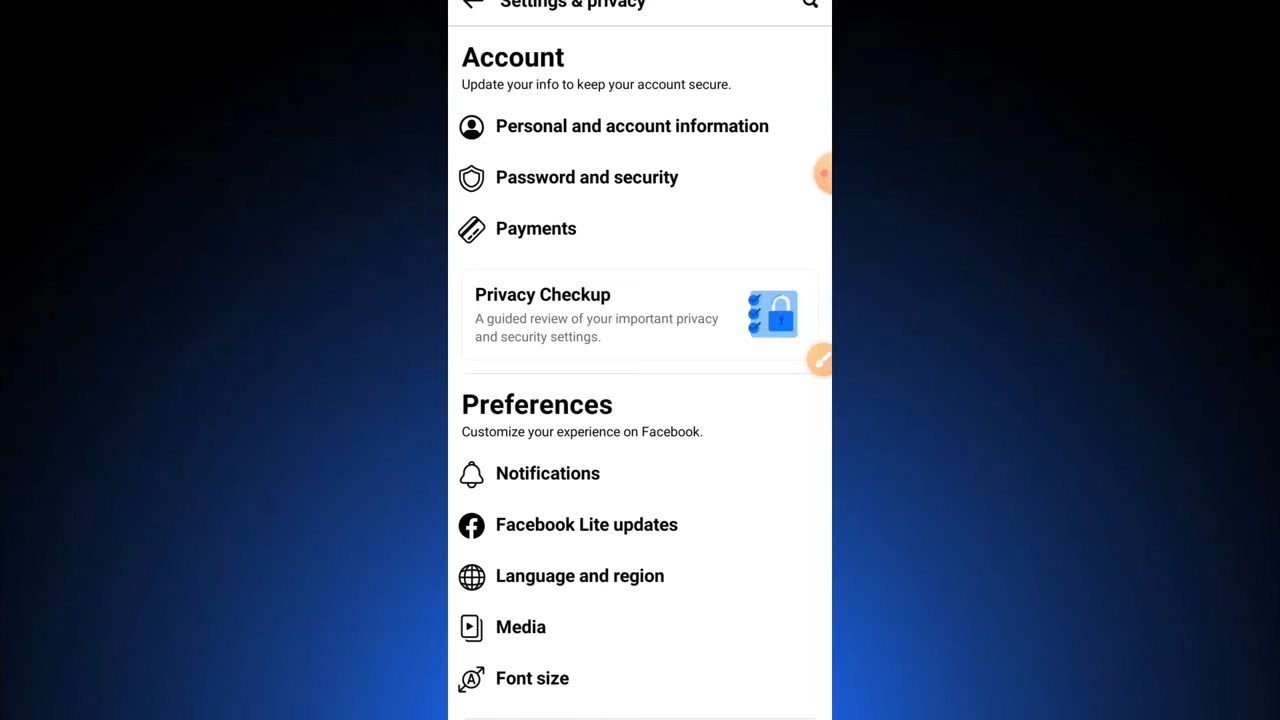 Settings & privacy
Account
Update your info to keep your account secure.
Personal and account information
Password and security
Payments
Privacy Checkup
A guided review of your important privacy
and security settings.
Preferences
Customize your experience on Facebook.
Notifications
Facebook Lite updates
Language and region
Media
Font size